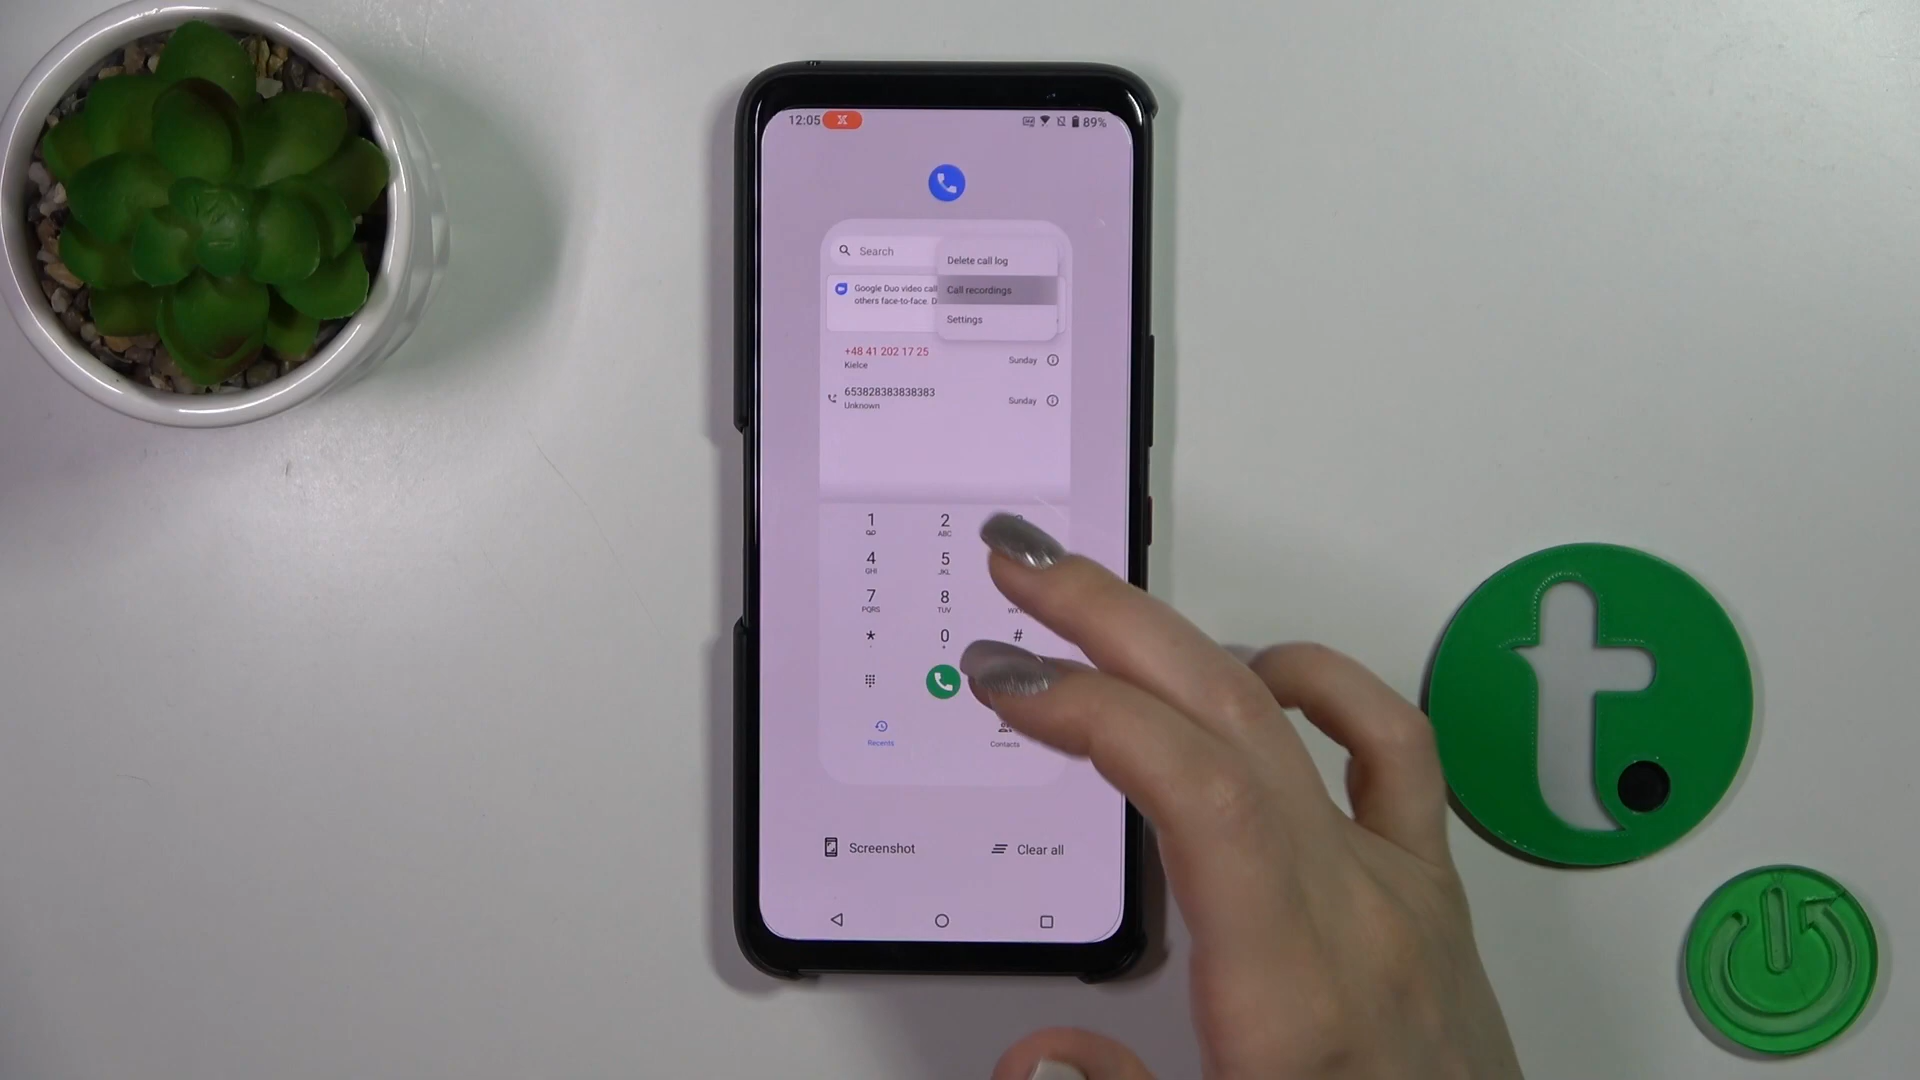 12:05
89%
Search
Delete call log
Google Duo video call
Call recordings
others face-to-face. D
Settings
+48 41 202 17 25
Kielce
Sunday
653828383838383
Unknown
Sunday
1
2
ABC
4
GHI
5
JKL
7
PQRS
8
TUV
*
0
#
Recents
Contacts
Screenshot
Clear all
t